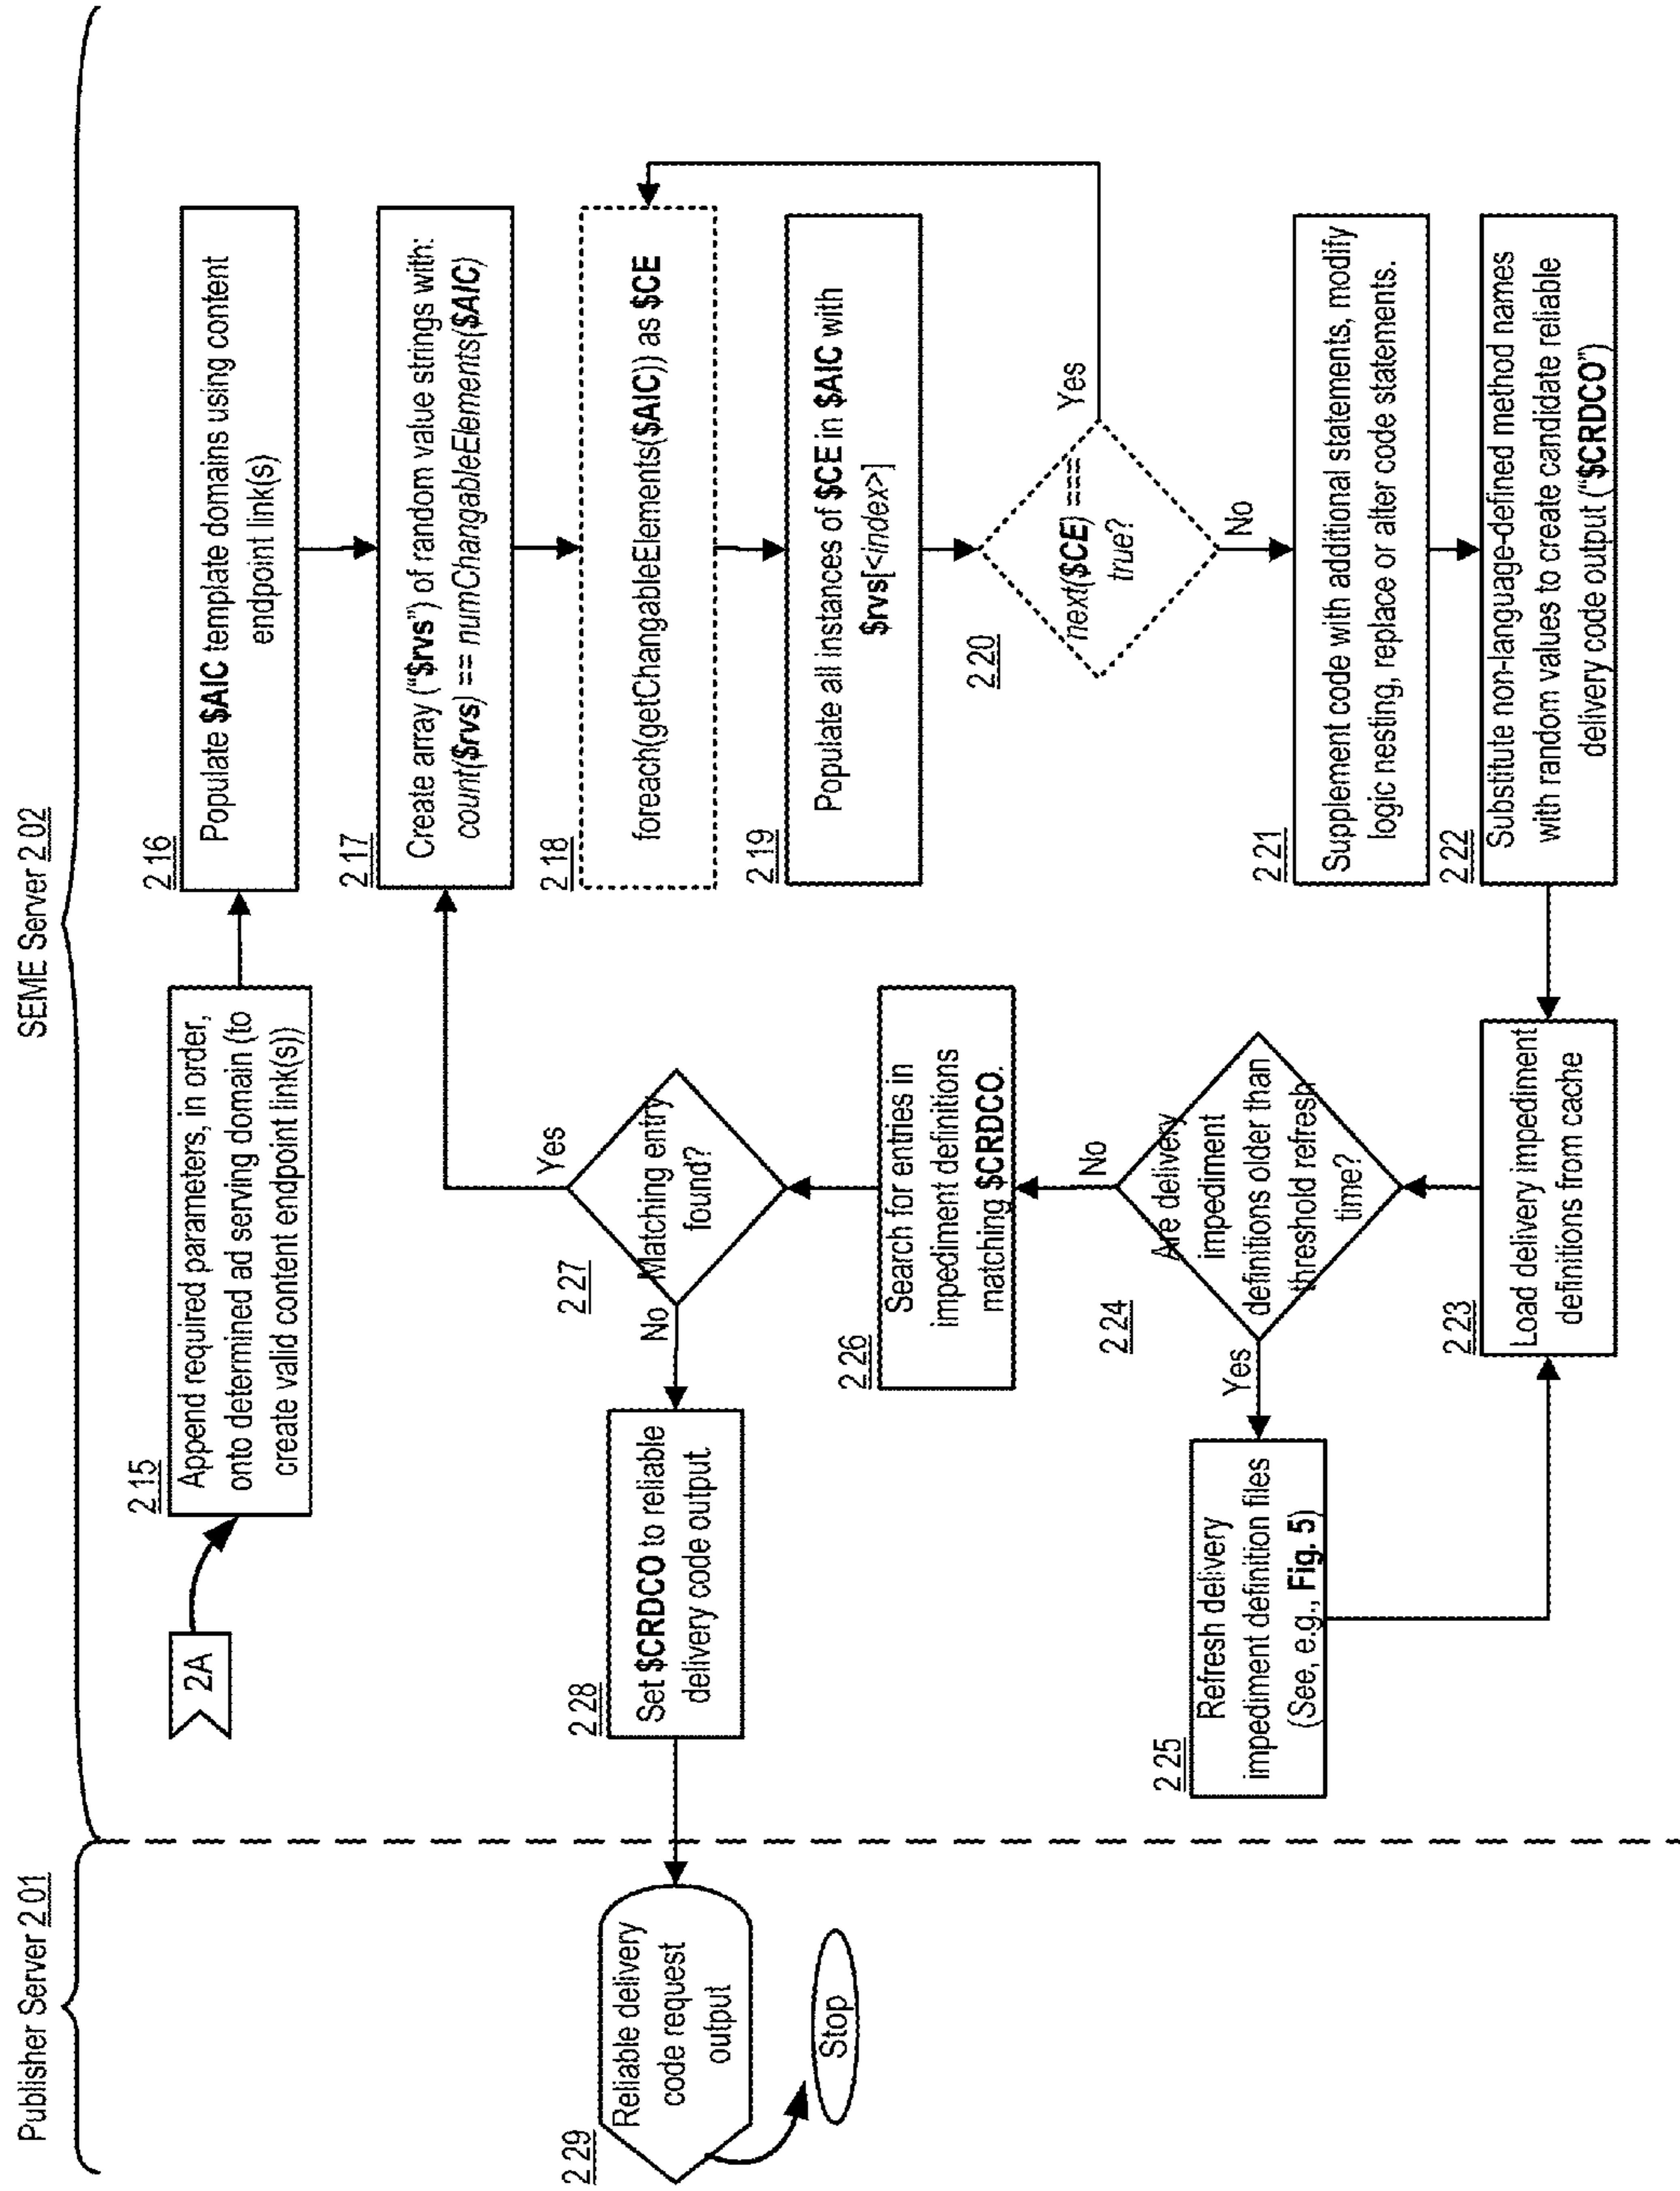 Publisher Server 2 01
SEME Server 2 02
2A
2 15
Append required parameters, in order,
onto determined ad serving domain (to
create valid content endpoint link(s))
2 16
Populate $AIC template domains using content
endpoint link(s)
2 17
Create array ("$rvs") of random value strings with:
count($rvs) == numChangableElements($AIC)
2 18
foreach(getChangableElements($AIC)) as $CE
2 19
Populate all instances of $CE in $AIC with
$rvs[<index>]
2 20
next($CE) ===
true?
Yes
No
2 21
Supplement code with additional statements, modify
logic nesting, replace or alter code statements.
2 22
Substitute non-language-defined method names
with random values to create candidate reliable
delivery code output ("$CRDCO")
2 23
Load delivery impediment
definitions from cache
2 24
Are delivery
impediment
definitions older than
threshold refresh
time?
Yes
No
2 25
Refresh delivery
impediment definition files
(See, e.g., Fig. 5)
2 26
Search for entries in
impediment definitions
matching $CRDCO.
2 27
Matching entry
found?
Yes
No
2 28
Set $CRDCO to reliable
delivery code output.
2 29
Reliable delivery
code request
output
Stop